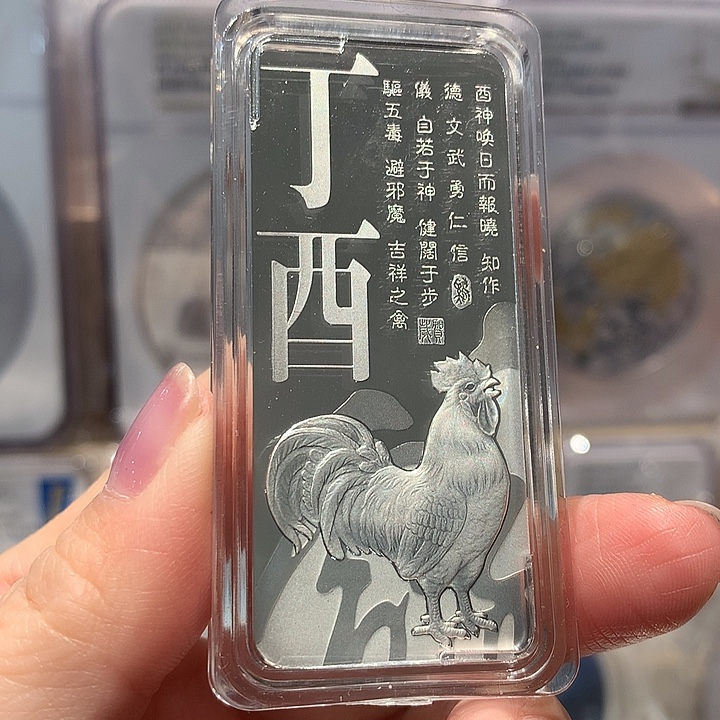 丁酉
酉神喚日而報曉 知作
德 文武勇仁信
儀 自若于神 健闊于步
驅五毒 避邪魔 吉祥之禽